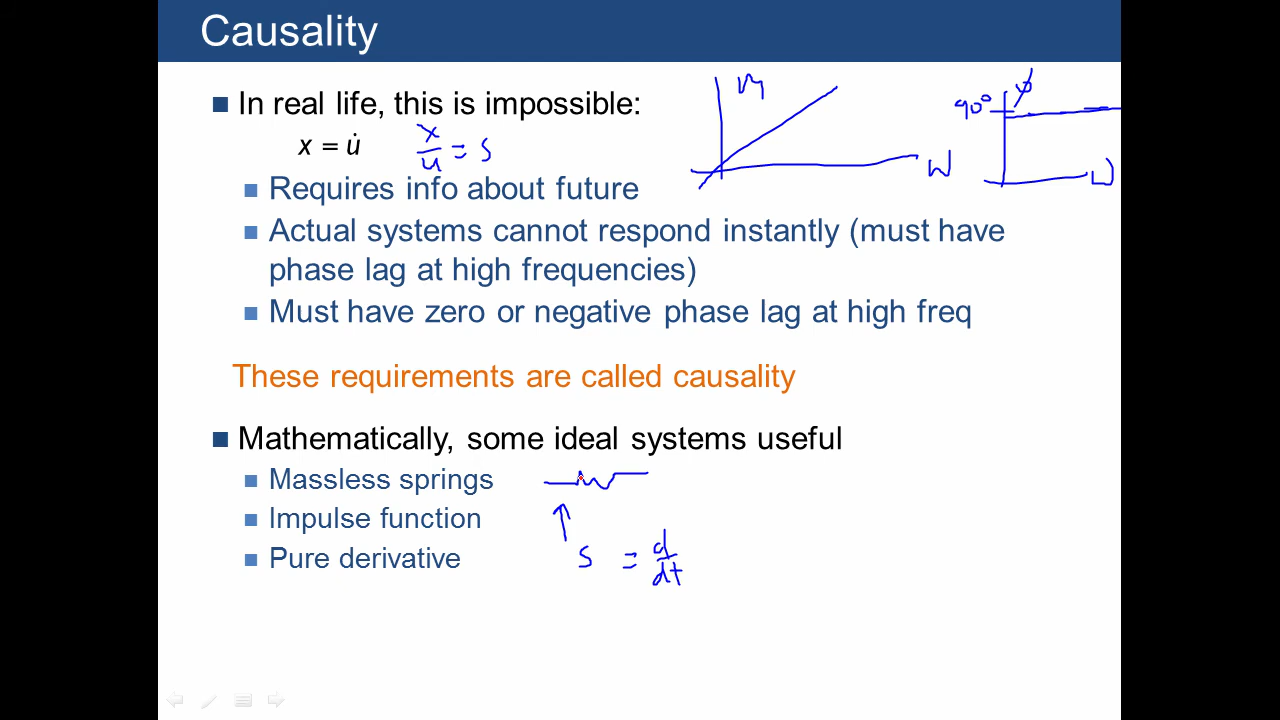 Causality
In real life, this is impossible:
x = u̇
x/u = s
M
ω
90°
φ
ω
Requires info about future
Actual systems cannot respond instantly (must have
phase lag at high frequencies)
Must have zero or negative phase lag at high freq
These requirements are called causality
Mathematically, some ideal systems useful
Massless springs
Impulse function
Pure derivative
s = d/dt